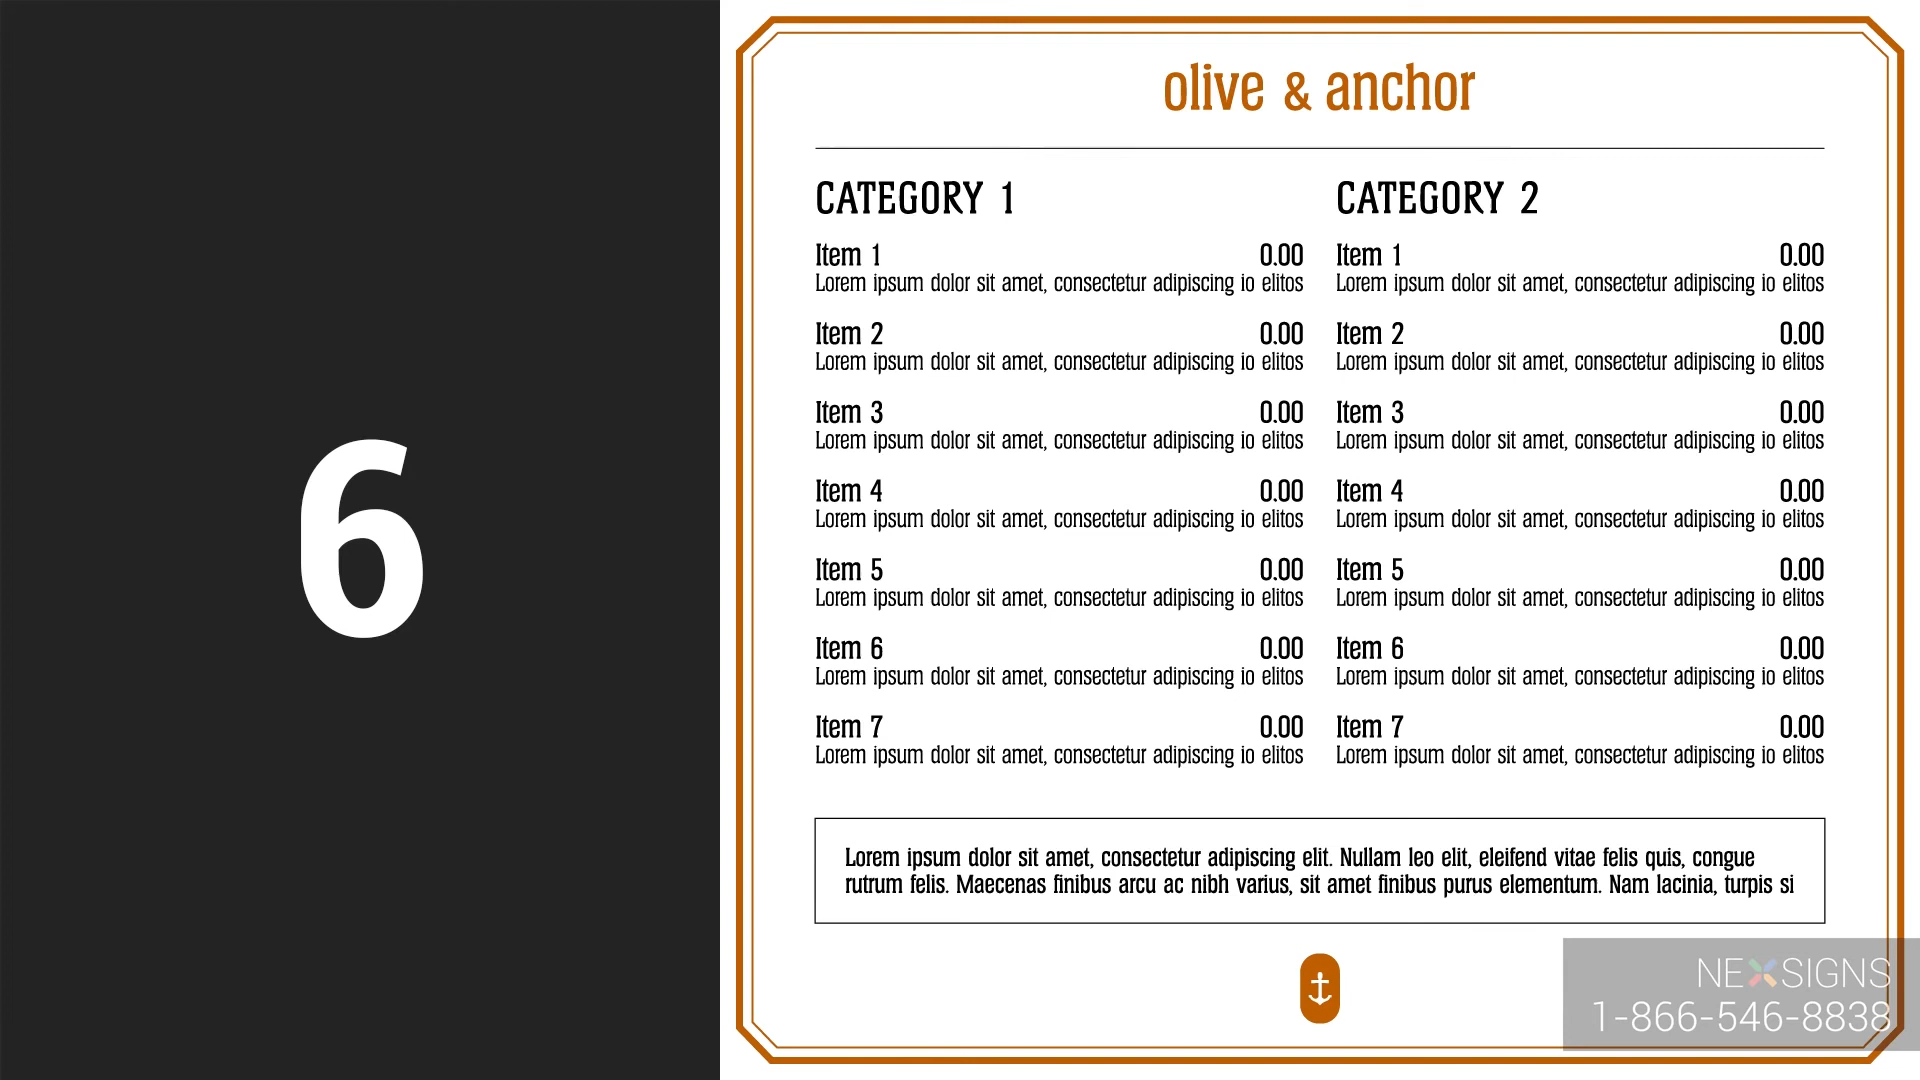 6
olive & anchor
CATEGORY 1
Item 1 0.00
Lorem ipsum dolor sit amet, consectetur adipiscing io elitos
Item 2 0.00
Lorem ipsum dolor sit amet, consectetur adipiscing io elitos
Item 3 0.00
Lorem ipsum dolor sit amet, consectetur adipiscing io elitos
Item 4 0.00
Lorem ipsum dolor sit amet, consectetur adipiscing io elitos
Item 5 0.00
Lorem ipsum dolor sit amet, consectetur adipiscing io elitos
Item 6 0.00
Lorem ipsum dolor sit amet, consectetur adipiscing io elitos
Item 7 0.00
Lorem ipsum dolor sit amet, consectetur adipiscing io elitos
CATEGORY 2
Item 1 0.00
Lorem ipsum dolor sit amet, consectetur adipiscing io elitos
Item 2 0.00
Lorem ipsum dolor sit amet, consectetur adipiscing io elitos
Item 3 0.00
Lorem ipsum dolor sit amet, consectetur adipiscing io elitos
Item 4 0.00
Lorem ipsum dolor sit amet, consectetur adipiscing io elitos
Item 5 0.00
Lorem ipsum dolor sit amet, consectetur adipiscing io elitos
Item 6 0.00
Lorem ipsum dolor sit amet, consectetur adipiscing io elitos
Item 7 0.00
Lorem ipsum dolor sit amet, consectetur adipiscing io elitos
Lorem ipsum dolor sit amet, consectetur adipiscing elit. Nullam leo elit, eleifend vitae felis quis, congue
rutrum felis. Maecenas finibus arcu ac nibh varius, sit amet finibus purus elementum. Nam lacinia, turpis si
NEXSIGNS
1-866-546-8838